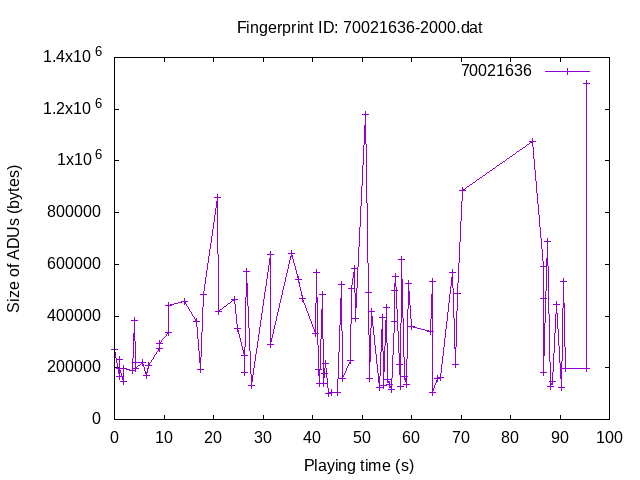 Fingerprint ID: 70021636-2000.dat
70021636
1.4x10 6
1.2x10 6
1x10 6
800000
600000
400000
200000
0
Size of ADUs (bytes)
0 10 20 30 40 50 60 70 80 90 100
Playing time (s)